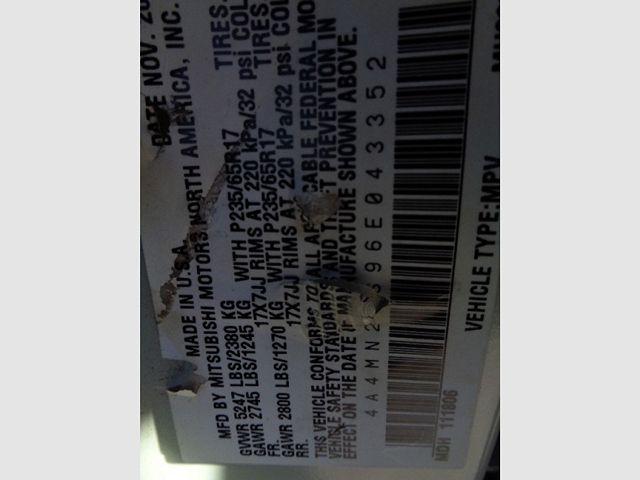 MADE IN U.S.A. DATE NOV.
MFD BY MITSUBISHI MOTORS NORTH AMERICA, INC.
GVWR 5247 LBS/2380 KG
GAWR 2745 LBS/1245 KG WITH P235/65R17 TIRES,
FR. 17X7JJ RIMS AT 220 kPa/32 psi COL
GAWR 2800 LBS/1270 KG WITH P235/65R17 TIRES,
RR. 17X7JJ RIMS AT 220 kPa/32 psi COL
THIS VEHICLE CONFORMS TO ALL FEDERAL MO
VEHICLE SAFETY STANDARDS AND PREVENTION IN
EFFECT ON THE DATE OF MANUFACTURE SHOWN ABOVE.
4A4MN2 96E043352
VEHICLE TYPE:MPV
MDH 111806